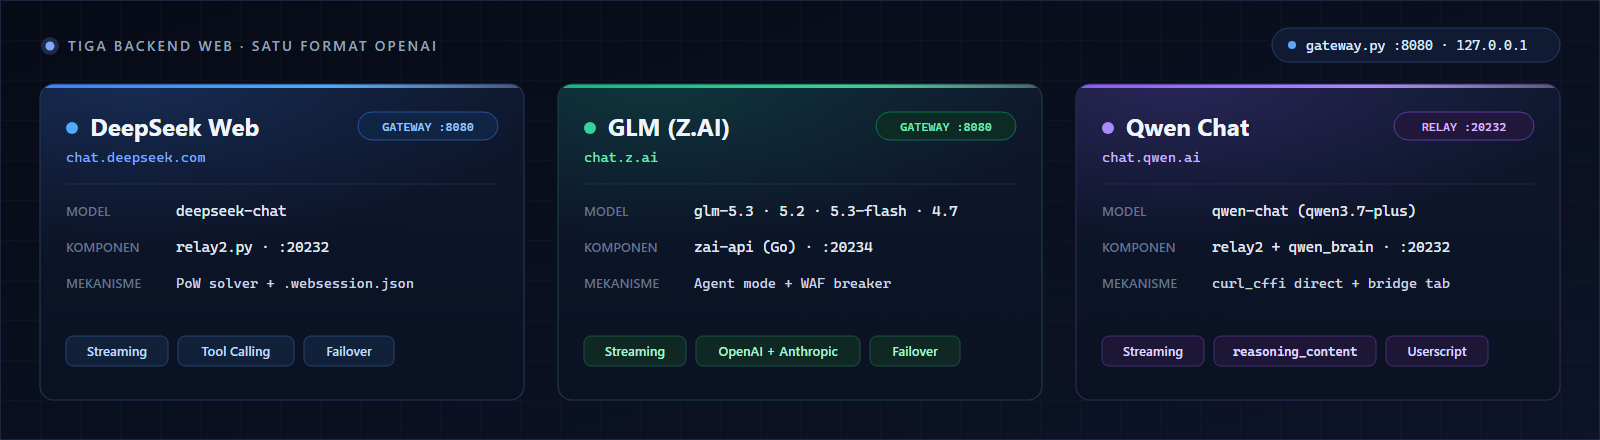 TIGA BACKEND WEB · SATU FORMAT OPENAI
gateway.py :8080 · 127.0.0.1
DeepSeek Web
GATEWAY :8080
chat.deepseek.com
MODEL deepseek-chat
KOMPONEN relay2.py · :20232
MEKANISME PoW solver + .websession.json
Streaming Tool Calling Failover
GLM (Z.AI)
GATEWAY :8080
chat.z.ai
MODEL glm-5.3 · 5.2 · 5.3-flash · 4.7
KOMPONEN zai-api (Go) · :20234
MEKANISME Agent mode + WAF breaker
Streaming OpenAI + Anthropic Failover
Qwen Chat
RELAY :20232
chat.qwen.ai
MODEL qwen-chat (qwen3.7-plus)
KOMPONEN relay2 + qwen_brain · :20232
MEKANISME curl_cffi direct + bridge tab
Streaming reasoning_content Userscript